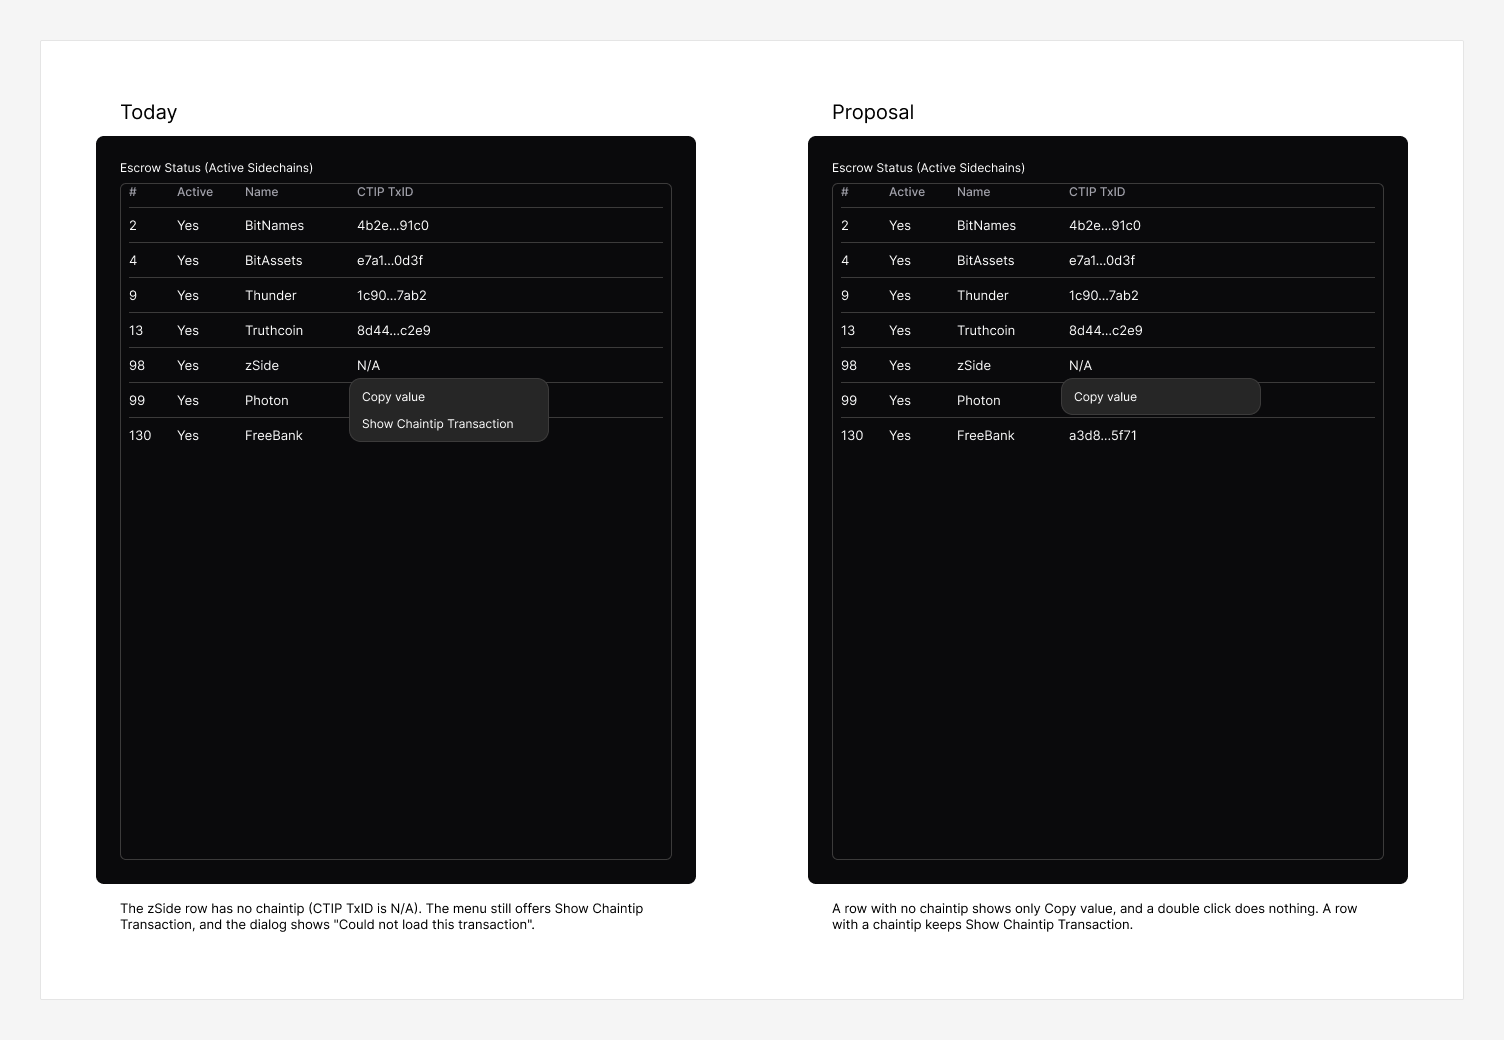 Today
Escrow Status (Active Sidechains)
# Active Name CTIP TxID
2 Yes BitNames 4b2e...91c0
4 Yes BitAssets e7a1...0d3f
9 Yes Thunder 1c90...7ab2
13 Yes Truthcoin 8d44...c2e9
98 Yes zSide N/A
99 Yes Photon
130 Yes FreeBank
Copy value
Show Chaintip Transaction
The zSide row has no chaintip (CTIP TxID is N/A). The menu still offers Show Chaintip
Transaction, and the dialog shows "Could not load this transaction".
Proposal
Escrow Status (Active Sidechains)
# Active Name CTIP TxID
2 Yes BitNames 4b2e...91c0
4 Yes BitAssets e7a1...0d3f
9 Yes Thunder 1c90...7ab2
13 Yes Truthcoin 8d44...c2e9
98 Yes zSide N/A
99 Yes Photon
Copy value
130 Yes FreeBank a3d8...5f71
A row with no chaintip shows only Copy value, and a double click does nothing. A row
with a chaintip keeps Show Chaintip Transaction.